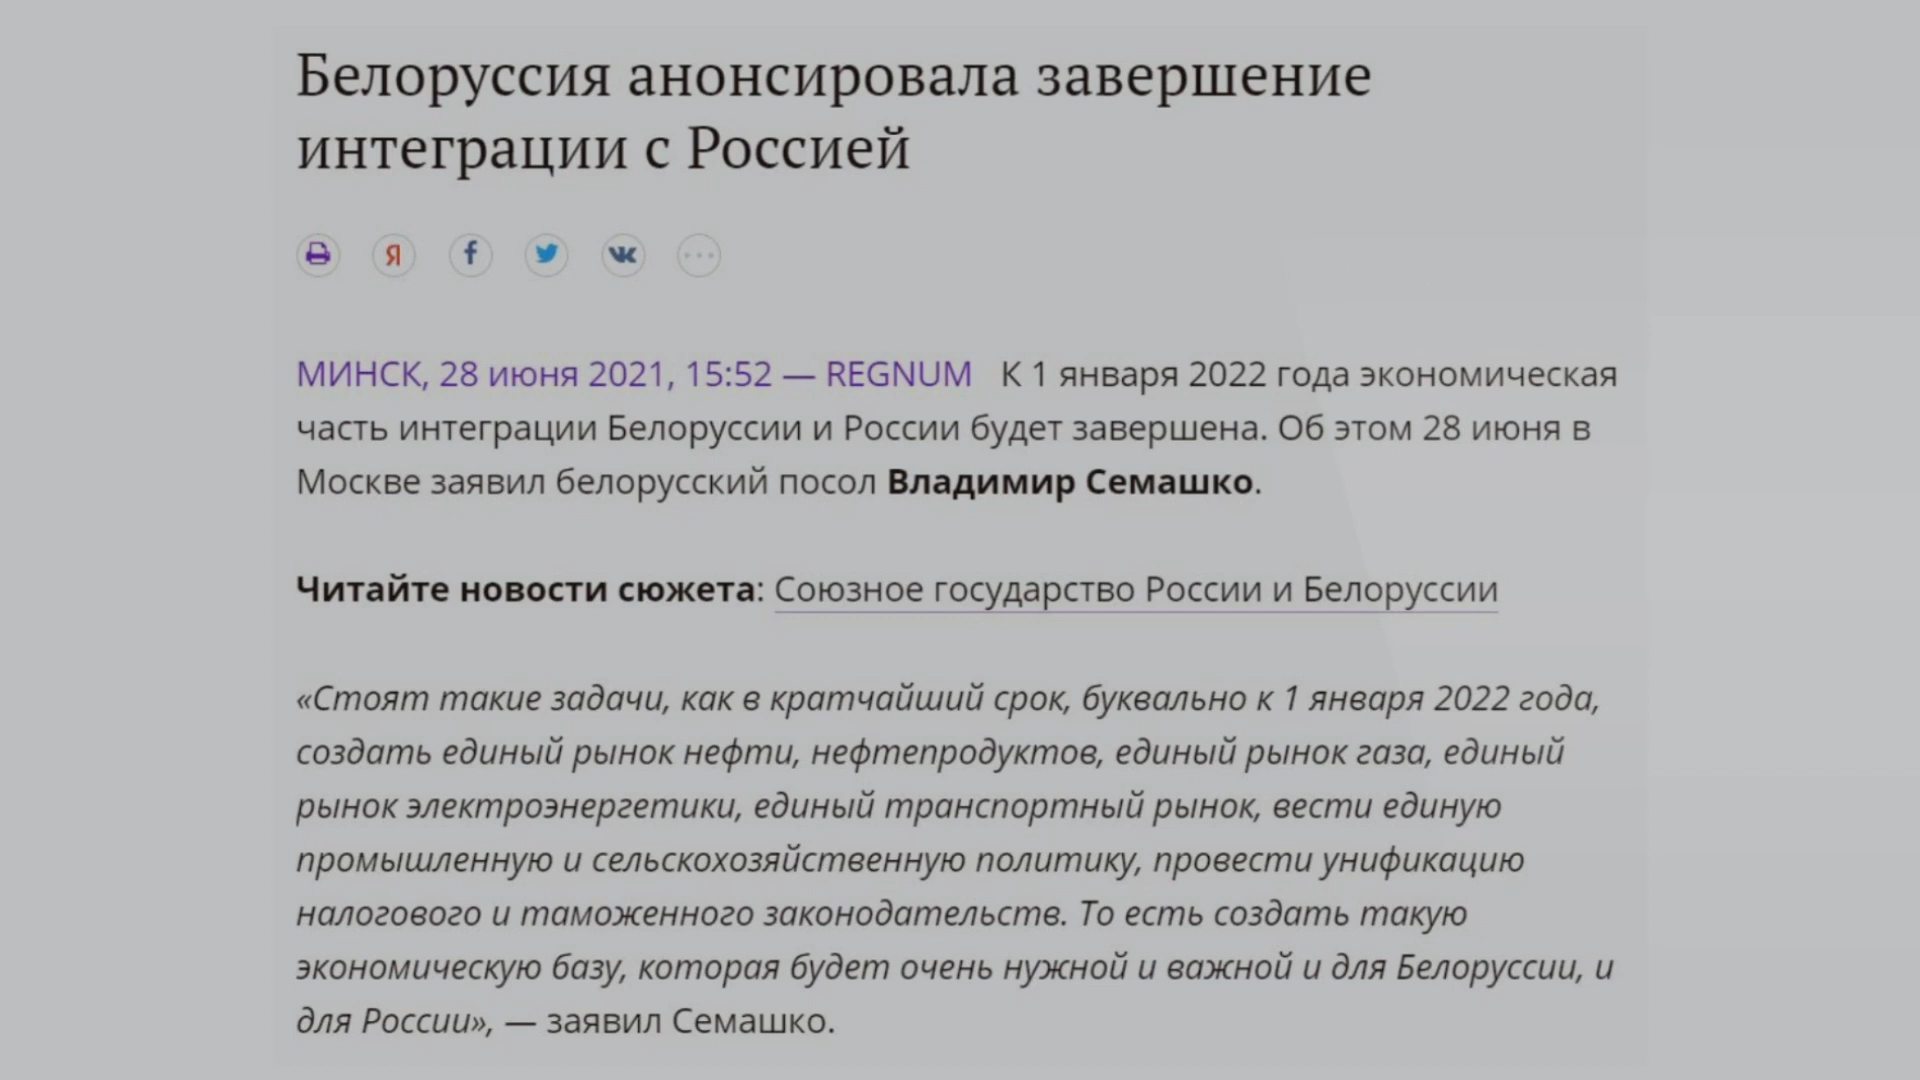 Белоруссия анонсировала завершение
интеграции с Россией
МИНСК, 28 июня 2021, 15:52 — REGNUM К 1 января 2022 года экономическая
часть интеграции Белоруссии и России будет завершена. Об этом 28 июня в
Москве заявил белорусский посол Владимир Семашко.
Читайте новости сюжета: Союзное государство России и Белоруссии
«Стоят такие задачи, как в кратчайший срок, буквально к 1 января 2022 года,
создать единый рынок нефти, нефтепродуктов, единый рынок газа, единый
рынок электроэнергетики, единый транспортный рынок, вести единую
промышленную и сельскохозяйственную политику, провести унификацию
налогового и таможенного законодательств. То есть создать такую
экономическую базу, которая будет очень нужной и важной и для Белоруссии, и
для России», — заявил Семашко.